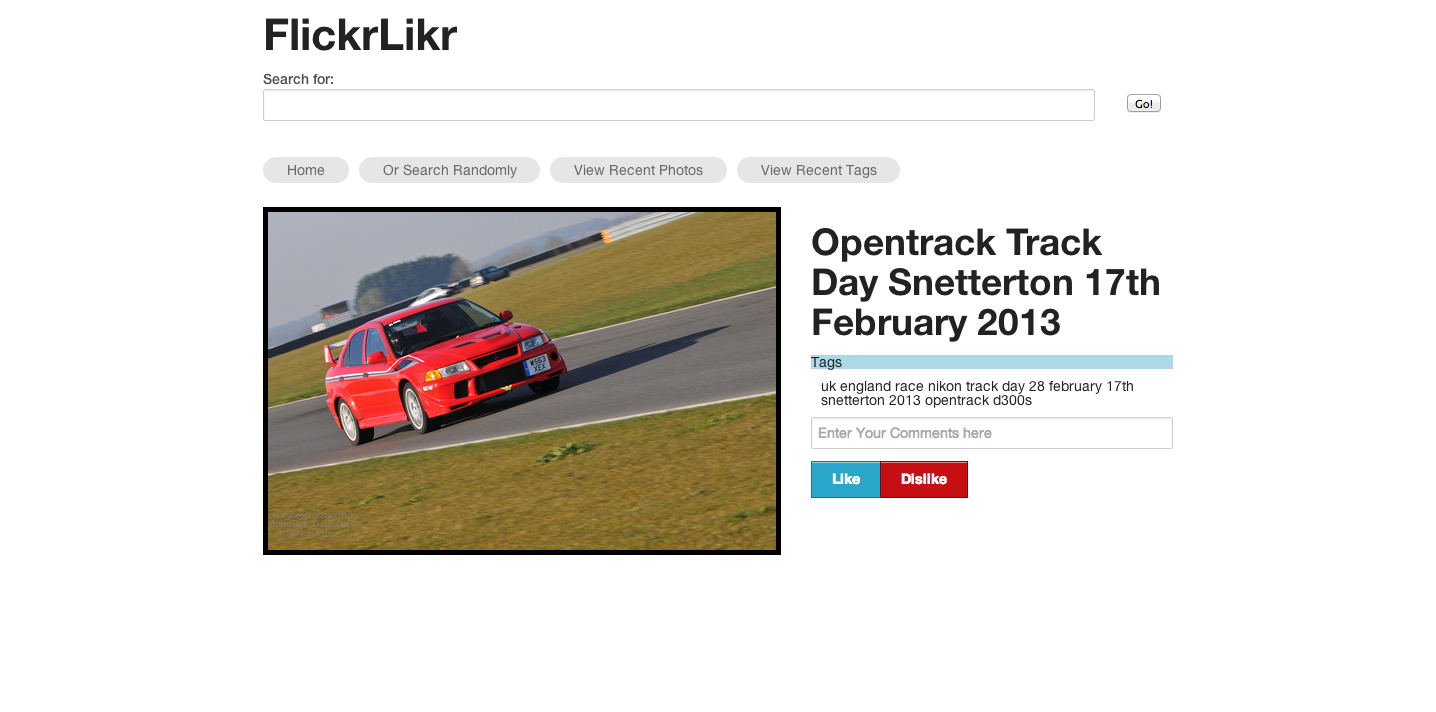 FlickrLikr
Search for:
Go!
Home
Or Search Randomly
View Recent Photos
View Recent Tags
Opentrack Track
Day Snetterton 17th
February 2013
Tags
uk england race nikon track day 28 february 17th
snetterton 2013 opentrack d300s
Enter Your Comments here
Like
Dislike
W563
XEX